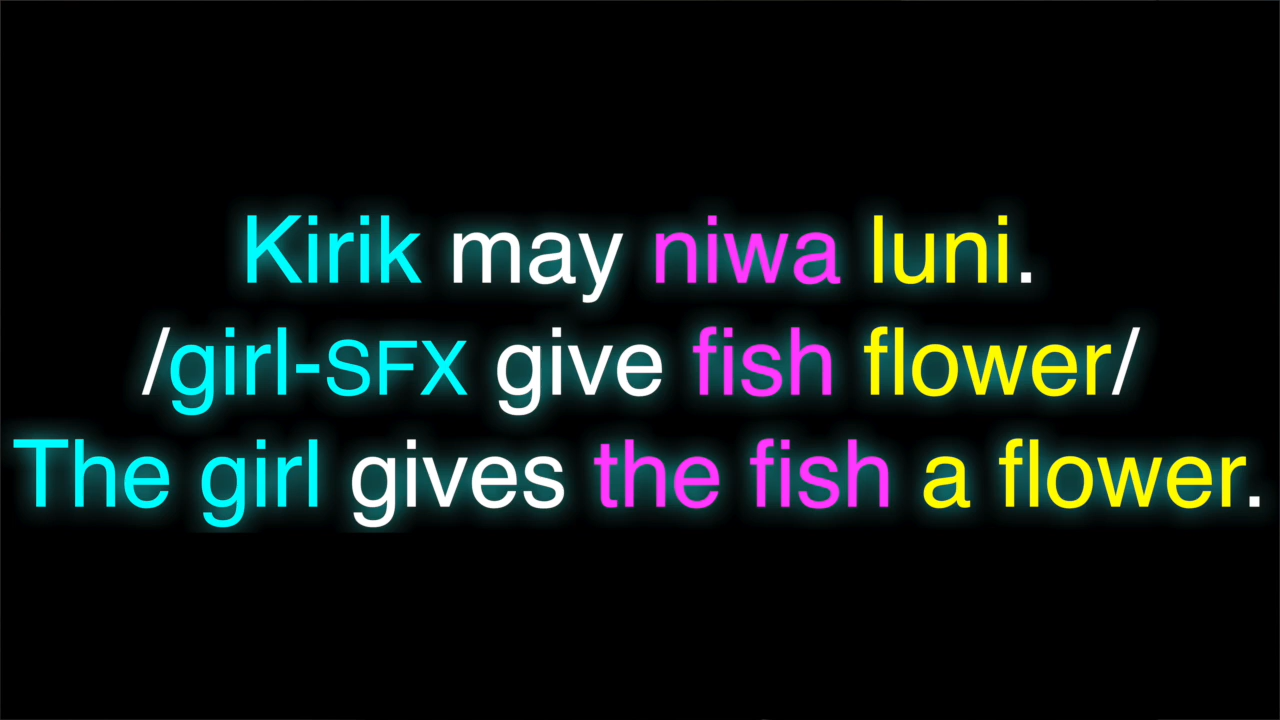 Kirik may niwa luni.
/girl-SFX give fish flower/
The girl gives the fish a flower.